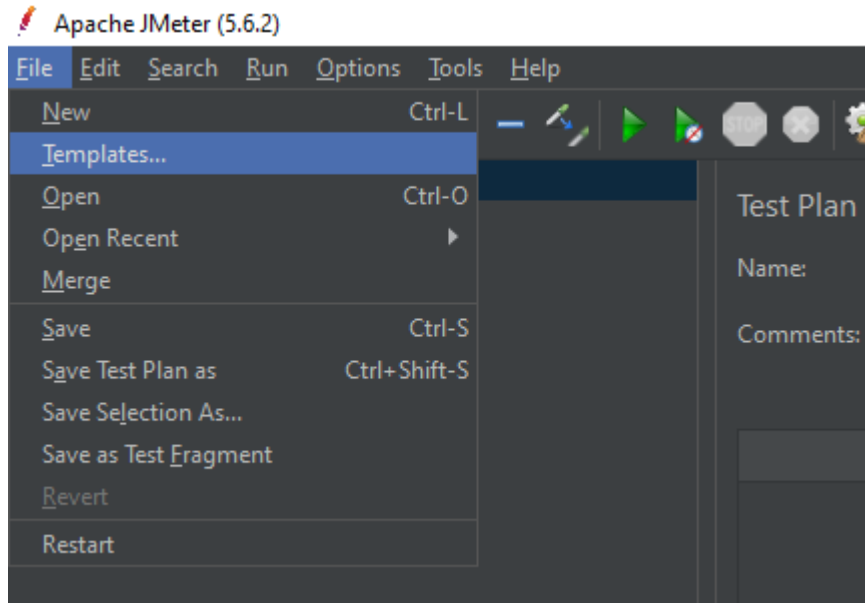 Apache JMeter (5.6.2)
File Edit Search Run Options Tools Help
New Ctrl-L
Templates...
Open Ctrl-O
Open Recent
Merge
Save Ctrl-S
Save Test Plan as Ctrl+Shift-S
Save Selection As...
Save as Test Fragment
Revert
Restart
STOP
Test Plan
Name:
Comments: